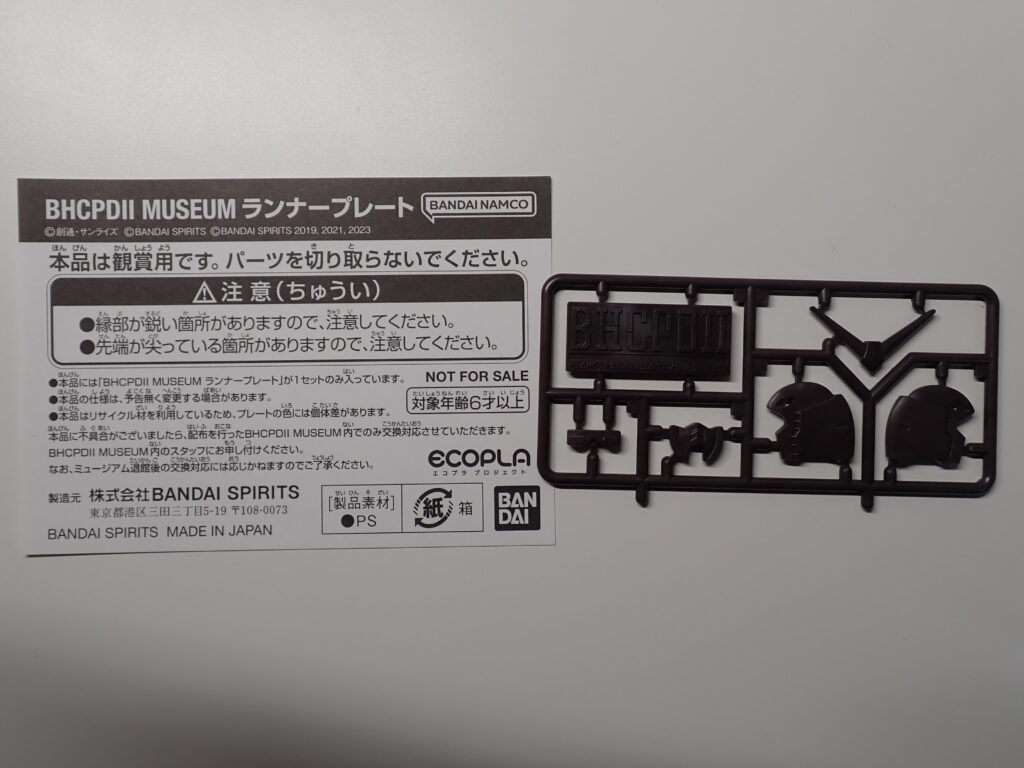 BHCPDII MUSEUM ランナープレート BANDAI NAMCO
©創通・サンライズ ©BANDAI SPIRITS ©BANDAI SPIRITS 2019, 2021, 2023
本品は観賞用です。パーツを切り取らないでください。
⚠注意(ちゅうい)
●縁部が鋭い箇所がありますので、注意してください。
●先端が尖っている箇所がありますので、注意してください。
●本品には「BHCPDII MUSEUM ランナープレート」が1セットのみ入っています。
●本品の仕様は、予告無く変更する場合があります。
●本品はリサイクル材を利用しているため、プレートの色には個体差があります。
NOT FOR SALE
対象年齢6才以上
本品に不具合がございましたら、配布を行ったBHCPDII MUSEUM内でのみ交換対応させていただきます。
BHCPDII MUSEUM内のスタッフにお申し付けください。
なお、ミュージアム退館後の交換対応には応じかねますのでご了承ください。
ECOPLA
エコプラ プロジェクト
製造元 株式会社BANDAI SPIRITS
東京都港区三田三丁目5-19 〒108-0073
BANDAI SPIRITS MADE IN JAPAN
[製品素材]
●PS
紙 箱
BANDAI
BHCPDII